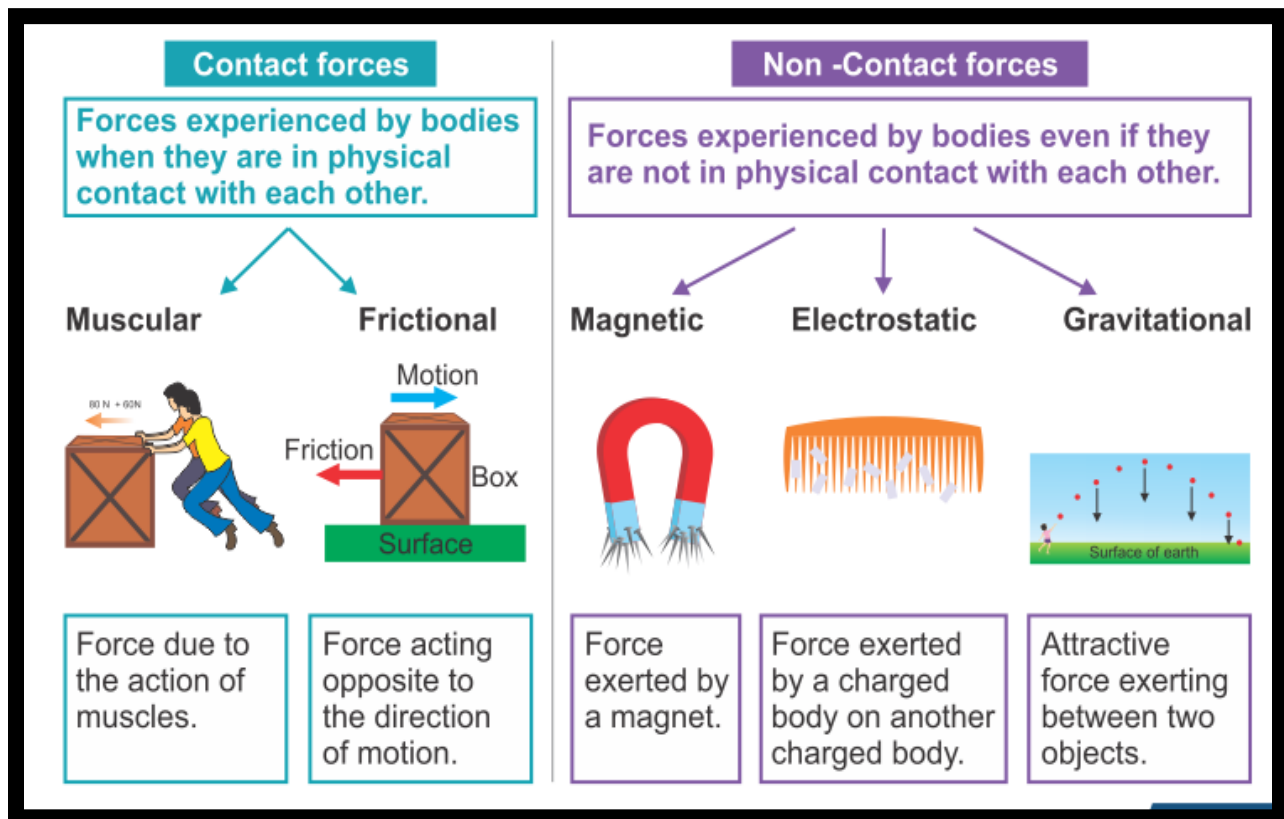 Contact forces
Forces experienced by bodies
when they are in physical
contact with each other.
Muscular
Frictional
80 N + 60N
Motion
Friction
Box
Surface
Force due to
the action of
muscles.
Force acting
opposite to
the direction
of motion.
Non -Contact forces
Forces experienced by bodies even if they
are not in physical contact with each other.
Magnetic
Electrostatic
Gravitational
Surface of earth
Force
exerted by
a magnet.
Force exerted
by a charged
body on another
charged body.
Attractive
force exerting
between two
objects.